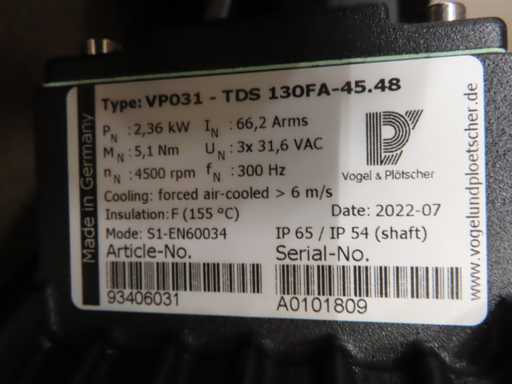 Type: VP031 - TDS 130FA-45.48
PN : 2,36 kW IN : 66,2 Arms
MN : 5,1 Nm UN : 3x 31,6 VAC
nN : 4500 rpm fN : 300 Hz
Vogel & Plötscher
Cooling: forced air-cooled > 6 m/s
Insulation: F (155 °C) Date: 2022-07
Mode: S1-EN60034 IP 65 / IP 54 (shaft)
Article-No. Serial-No.
93406031 A0101809
Made in Germany
www.vogelundploetscher.de